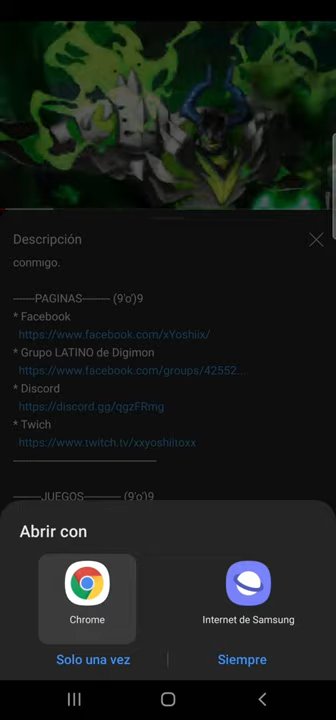 Descripción
conmigo.
------PAGINAS-------- (9'o')9
* Facebook
https://www.facebook.com/xYoshiix/
* Grupo LATINO de Digimon
https://www.facebook.com/groups/42552...
* Discord
https://discord.gg/qgzFRmg
* Twich
https://www.twitch.tv/xxyoshiitoxx
--------JUEGOS---------- (9'o')9
Abrir con
Chrome
Internet de Samsung
Solo una vez
Siempre